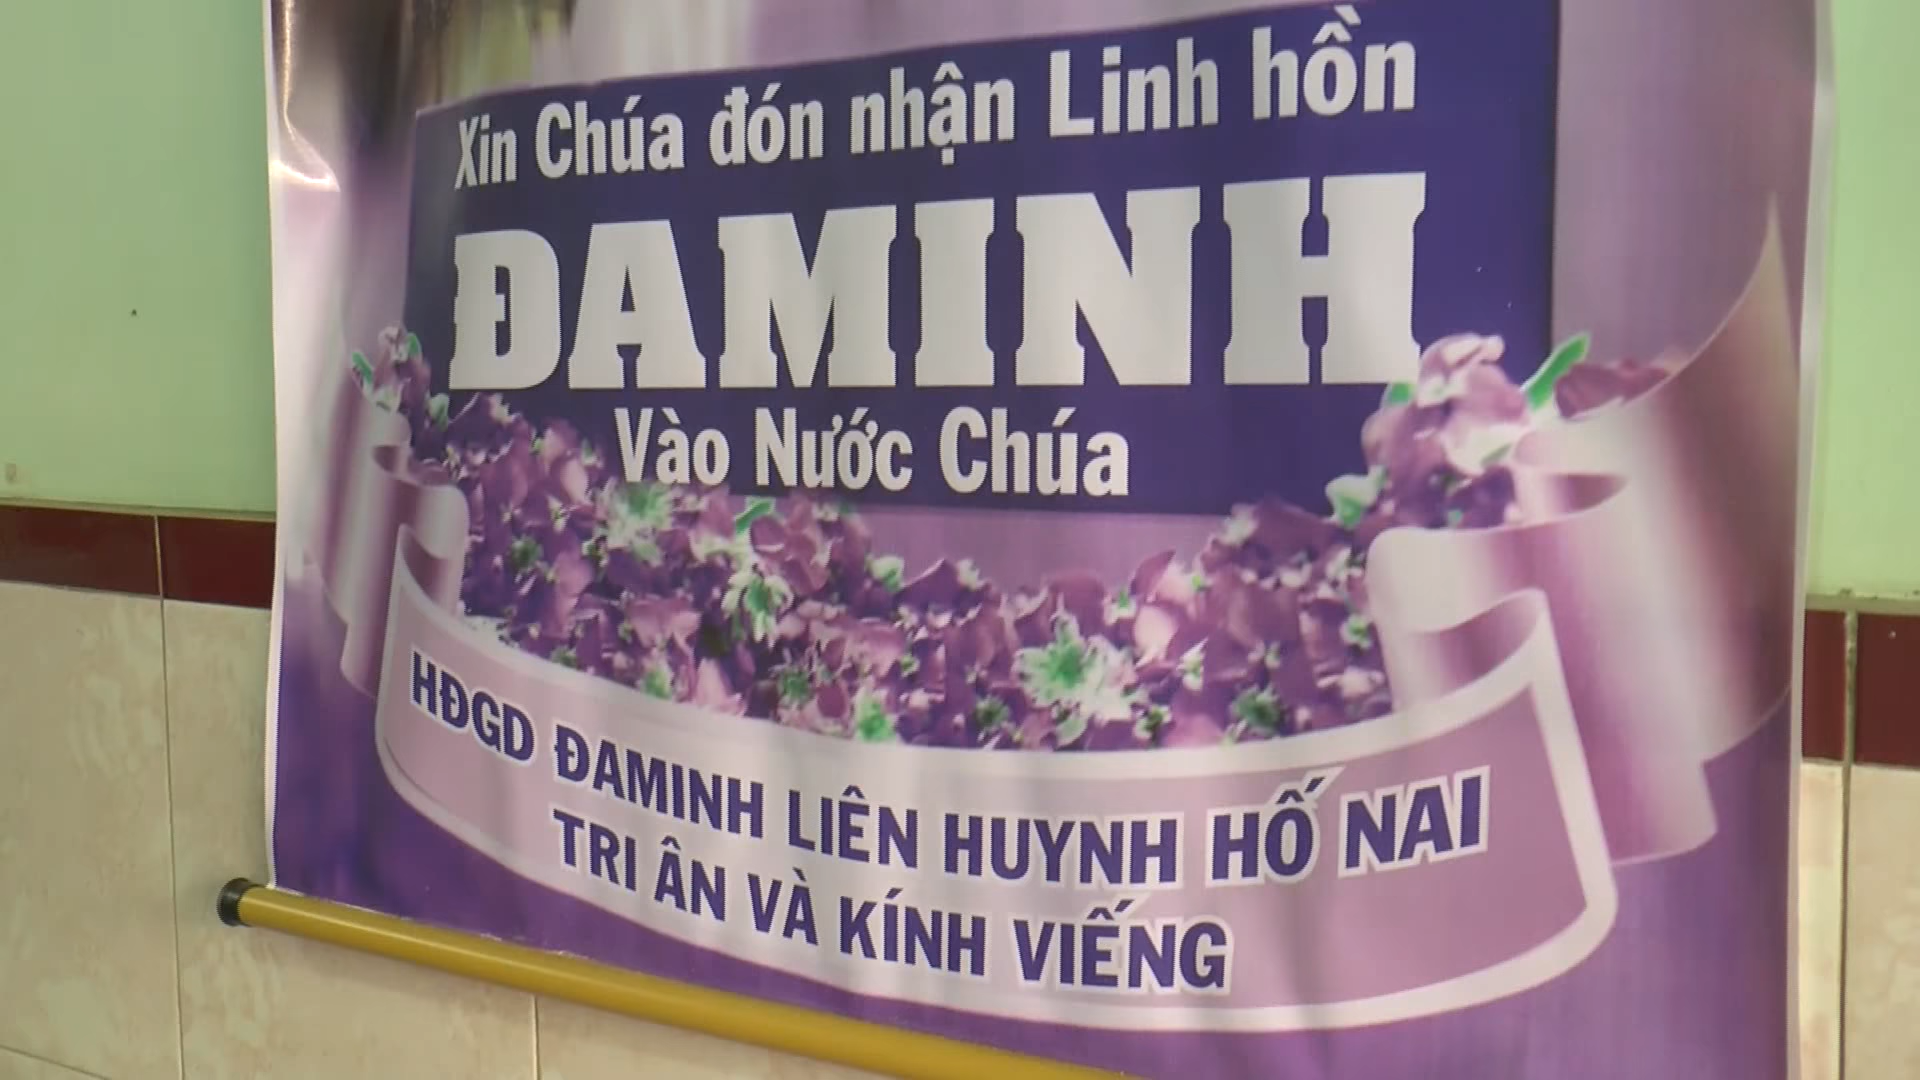 Xin Chúa đón nhận Linh hồn
ĐAMINH
Vào Nước Chúa
HĐGD ĐAMINH LIÊN HUYNH HỐ NAI
TRI ÂN VÀ KÍNH VIẾNG